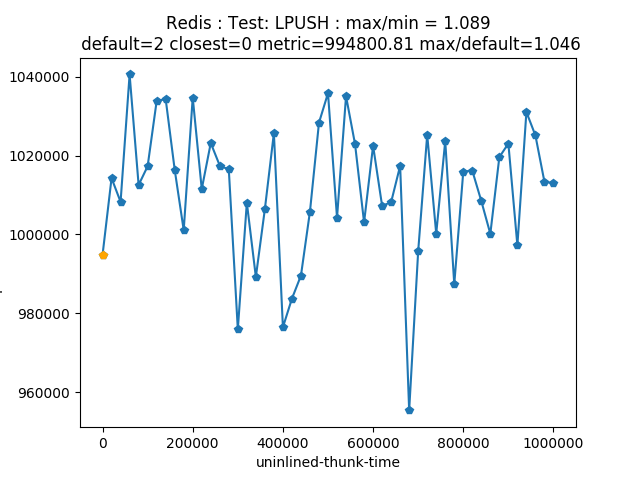 Redis : Test: LPUSH : max/min = 1.089
default=2 closest=0 metric=994800.81 max/default=1.046
1040000
1020000
1000000
980000
960000
0 200000 400000 600000 800000 1000000
uninlined-thunk-time